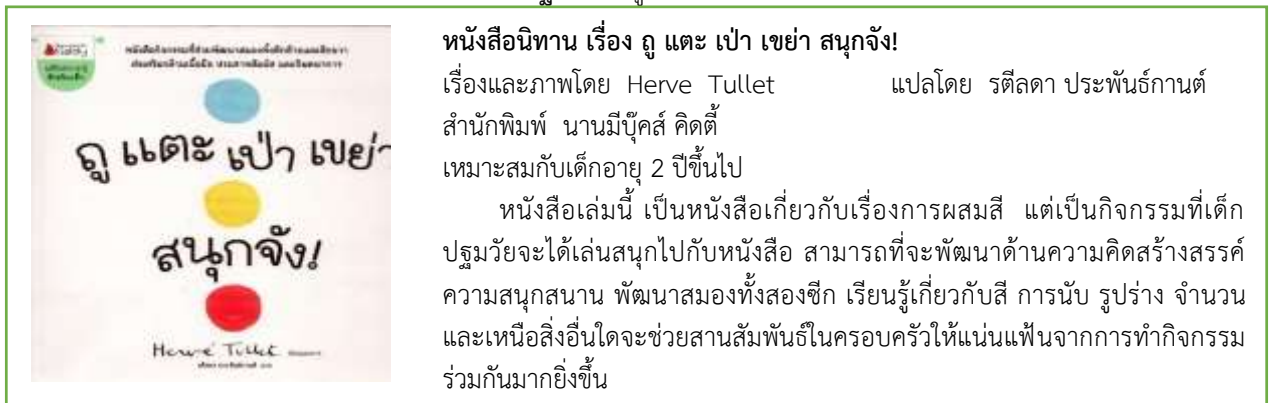 หนังสือนิทาน เรื่อง ถู แตะ เป่า เขย่า สนุกจัง!
เรื่องและภาพโดย Herve Tullet แปลโดย รตีลดา ประพันธ์กานต์
สำนักพิมพ์ นานมีบุ๊คส์ คิดตี้
เหมาะสมกับเด็กอายุ 2 ปีขึ้นไป
หนังสือเล่มนี้ เป็นหนังสือเกี่ยวกับเรื่องการผสมสี แต่เป็นกิจกรรมที่เด็ก
ปฐมวัยจะได้เล่นสนุกไปกับหนังสือ สามารถที่จะพัฒนาด้านความคิดสร้างสรรค์
ความสนุกสนาน พัฒนาสมองทั้งสองซีก เรียนรู้เกี่ยวกับสี การนับ รูปร่าง จำนวน
และเหนือสิ่งอื่นใดจะช่วยสานสัมพันธ์ในครอบครัวให้แน่นแฟ้นจากการทำกิจกรรม
ร่วมกันมากยิ่งขึ้น
ถู แตะ เป่า เขย่า
สนุกจัง!
Hervé Tullet